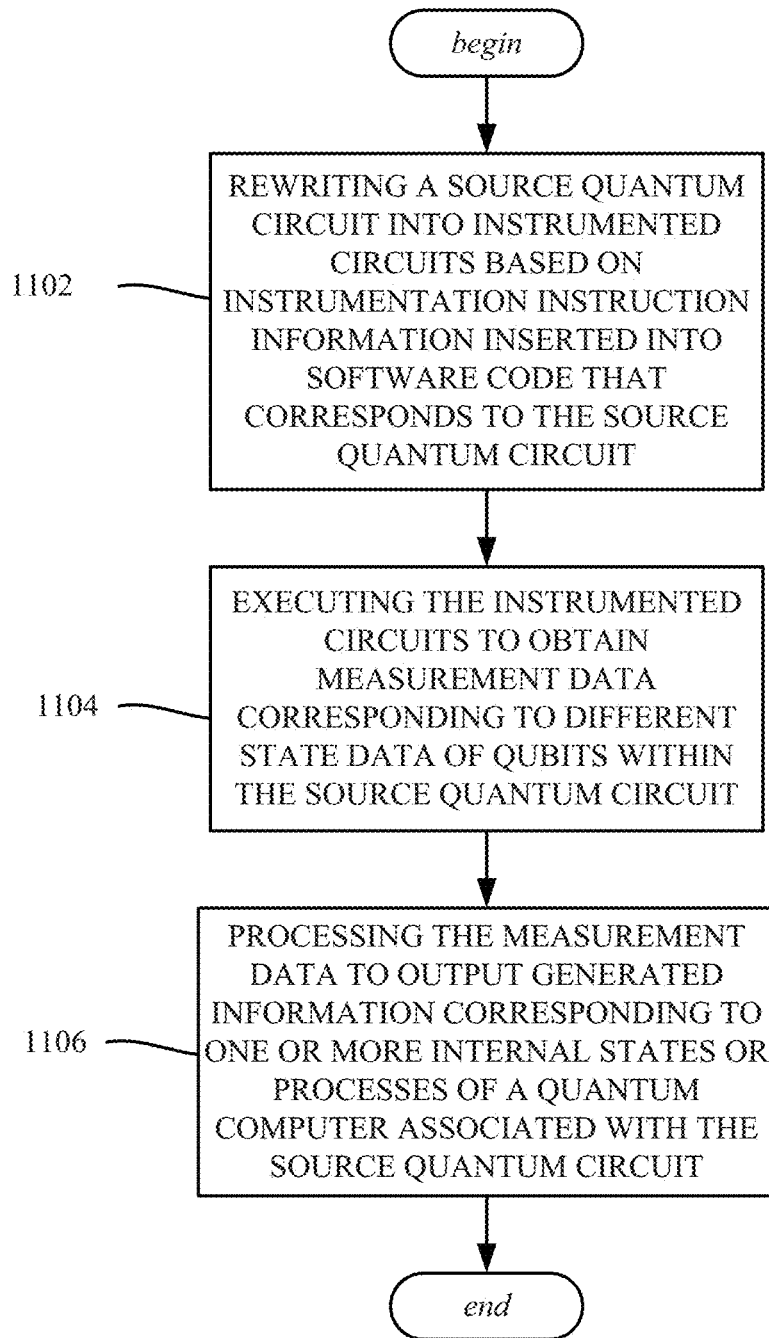 begin
REWRITING A SOURCE QUANTUM
CIRCUIT INTO INSTRUMENTED
CIRCUITS BASED ON
INSTRUMENTATION INSTRUCTION
INFORMATION INSERTED INTO
SOFTWARE CODE THAT
CORRESPONDS TO THE SOURCE
QUANTUM CIRCUIT
1102
EXECUTING THE INSTRUMENTED
CIRCUITS TO OBTAIN
MEASUREMENT DATA
CORRESPONDING TO DIFFERENT
STATE DATA OF QUBITS WITHIN
THE SOURCE QUANTUM CIRCUIT
1104
PROCESSING THE MEASUREMENT
DATA TO OUTPUT GENERATED
INFORMATION CORRESPONDING TO
ONE OR MORE INTERNAL STATES OR
PROCESSES OF A QUANTUM
COMPUTER ASSOCIATED WITH THE
SOURCE QUANTUM CIRCUIT
1106
end